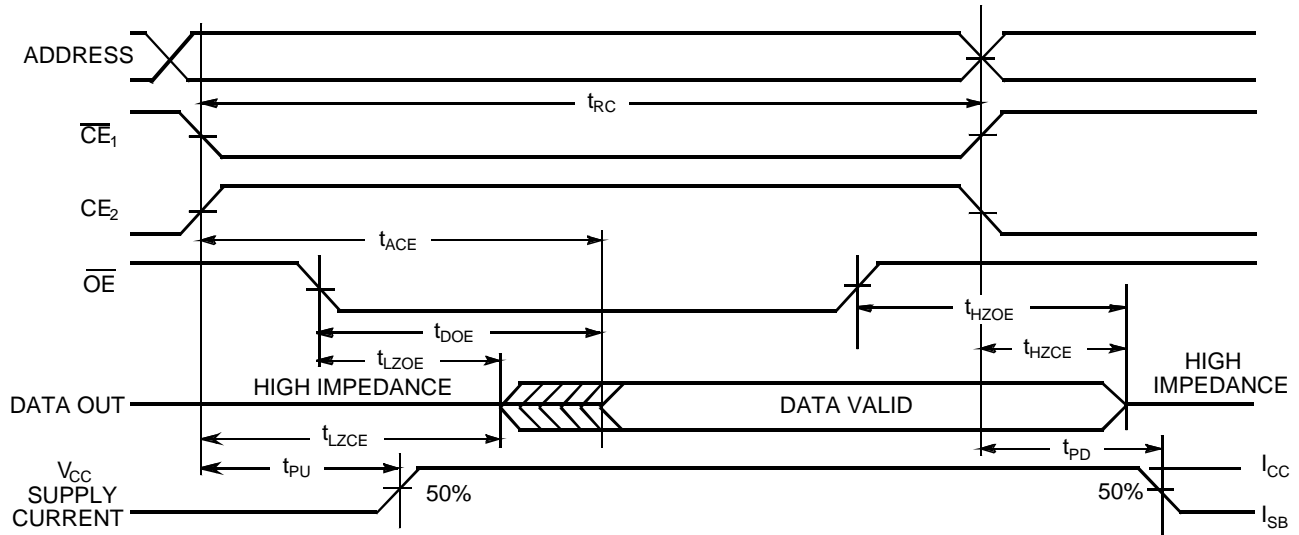 ADDRESS
tRC
CE1
CE2
tACE
OE
tHZOE
tDOE
tLZOE
tHZCE
HIGH IMPEDANCE
HIGH
IMPEDANCE
DATA OUT
DATA VALID
tLZCE
tPU
tPD
VCC
SUPPLY
CURRENT
50%
50%
ICC
ISB